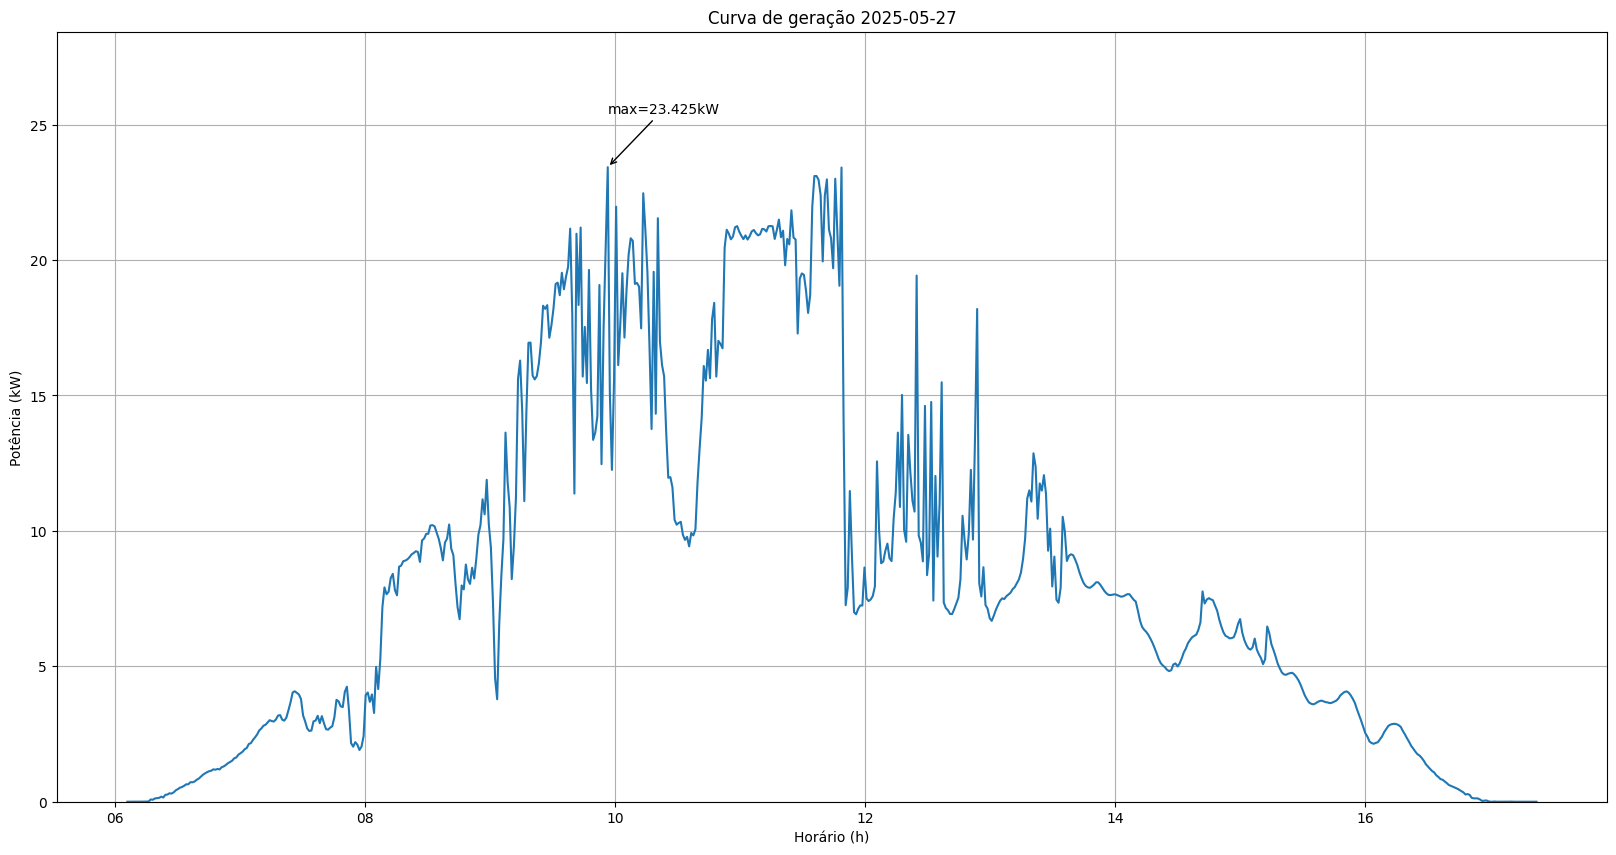 Curva de geração 2025-05-27
max=23.425kW
Potência (kW)
25
20
15
10
5
0
06 08 10 12 14 16
Horário (h)